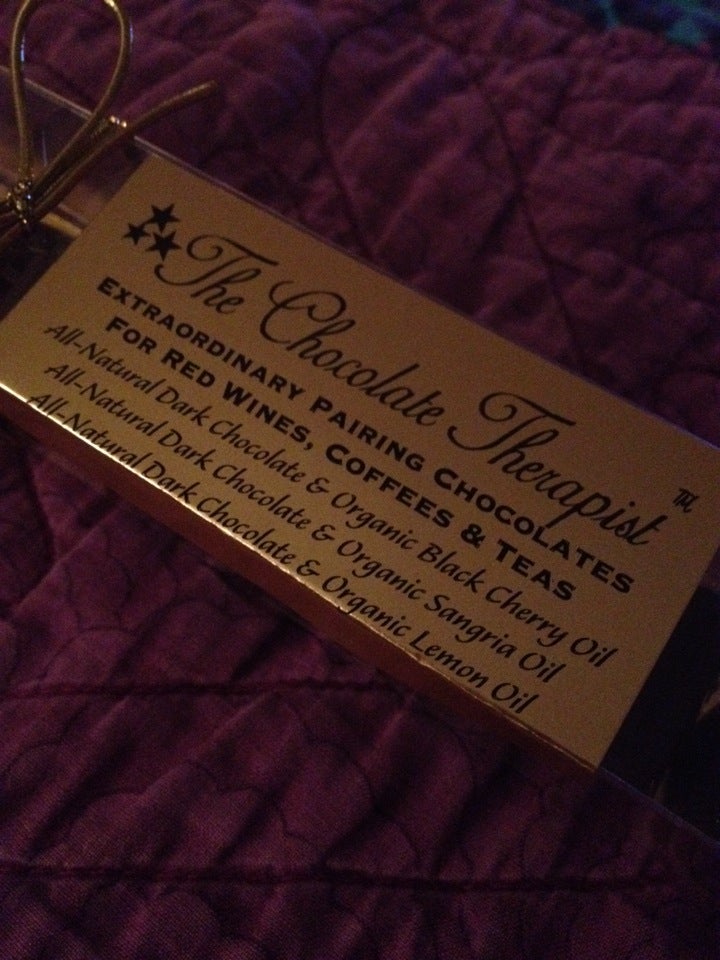 The Chocolate Therapist TM
EXTRAORDINARY PAIRING CHOCOLATES
FOR RED WINES, COFFEES & TEAS
All-Natural Dark Chocolate & Organic Black Cherry Oil
All-Natural Dark Chocolate & Organic Sangria Oil
All-Natural Dark Chocolate & Organic Lemon Oil